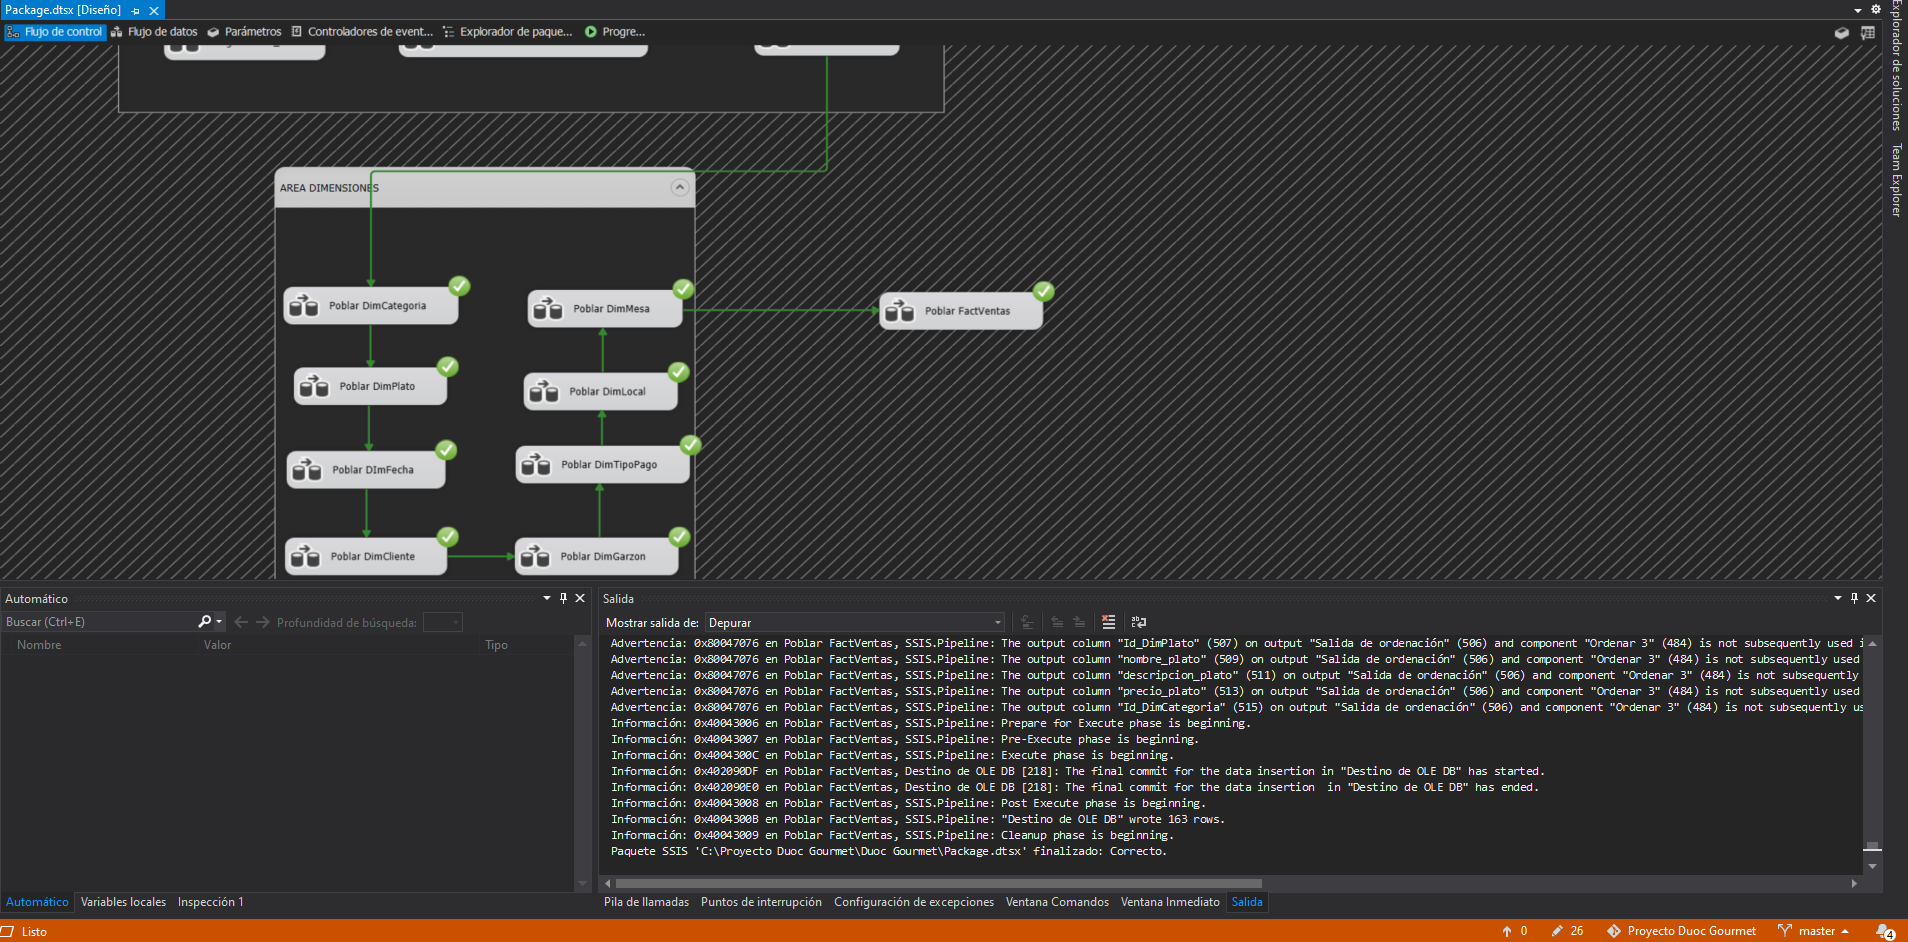 Package.dtsx [Diseño]
Flujo de control
Flujo de datos
Parámetros
Controladores de event...
Explorador de paque...
Progre...
Explorador de soluciones
Team Explorer
AREA DIMENSIONES
Poblar DimCategoria
Poblar DimMesa
Poblar FactVentas
Poblar DimPlato
Poblar DimLocal
Poblar DImFecha
Poblar DimTipoPago
Poblar DimCliente
Poblar DimGarzon
Automático
Buscar (Ctrl+E)
Profundidad de búsqueda:
Nombre
Valor
Tipo
Salida
Mostrar salida de:
Depurar
Advertencia: 0x80047076 en Poblar FactVentas, SSIS.Pipeline: The output column "Id_DimPlato" (507) on output "Salida de ordenación" (506) and component "Ordenar 3" (484) is not subsequently used i
Advertencia: 0x80047076 en Poblar FactVentas, SSIS.Pipeline: The output column "nombre_plato" (509) on output "Salida de ordenación" (506) and component "Ordenar 3" (484) is not subsequently used
Advertencia: 0x80047076 en Poblar FactVentas, SSIS.Pipeline: The output column "descripcion_plato" (511) on output "Salida de ordenación" (506) and component "Ordenar 3" (484) is not subsequently
Advertencia: 0x80047076 en Poblar FactVentas, SSIS.Pipeline: The output column "precio_plato" (513) on output "Salida de ordenación" (506) and component "Ordenar 3" (484) is not subsequently used
Advertencia: 0x80047076 en Poblar FactVentas, SSIS.Pipeline: The output column "Id_DimCategoria" (515) on output "Salida de ordenación" (506) and component "Ordenar 3" (484) is not subsequently us
Información: 0x40043006 en Poblar FactVentas, SSIS.Pipeline: Prepare for Execute phase is beginning.
Información: 0x40043007 en Poblar FactVentas, SSIS.Pipeline: Pre-Execute phase is beginning.
Información: 0x4004300C en Poblar FactVentas, SSIS.Pipeline: Execute phase is beginning.
Información: 0x402090DF en Poblar FactVentas, Destino de OLE DB [218]: The final commit for the data insertion in "Destino de OLE DB" has started.
Información: 0x402090E0 en Poblar FactVentas, Destino de OLE DB [218]: The final commit for the data insertion  in "Destino de OLE DB" has ended.
Información: 0x40043008 en Poblar FactVentas, SSIS.Pipeline: Post Execute phase is beginning.
Información: 0x4004300B en Poblar FactVentas, SSIS.Pipeline: "Destino de OLE DB" wrote 163 rows.
Información: 0x40043009 en Poblar FactVentas, SSIS.Pipeline: Cleanup phase is beginning.
Paquete SSIS 'C:\Proyecto Duoc Gourmet\Duoc Gourmet\Package.dtsx' finalizado: Correcto.
Automático
Variables locales
Inspección 1
Pila de llamadas
Puntos de interrupción
Configuración de excepciones
Ventana Comandos
Ventana Inmediato
Salida
Listo
0
26
Proyecto Duoc Gourmet
master
4